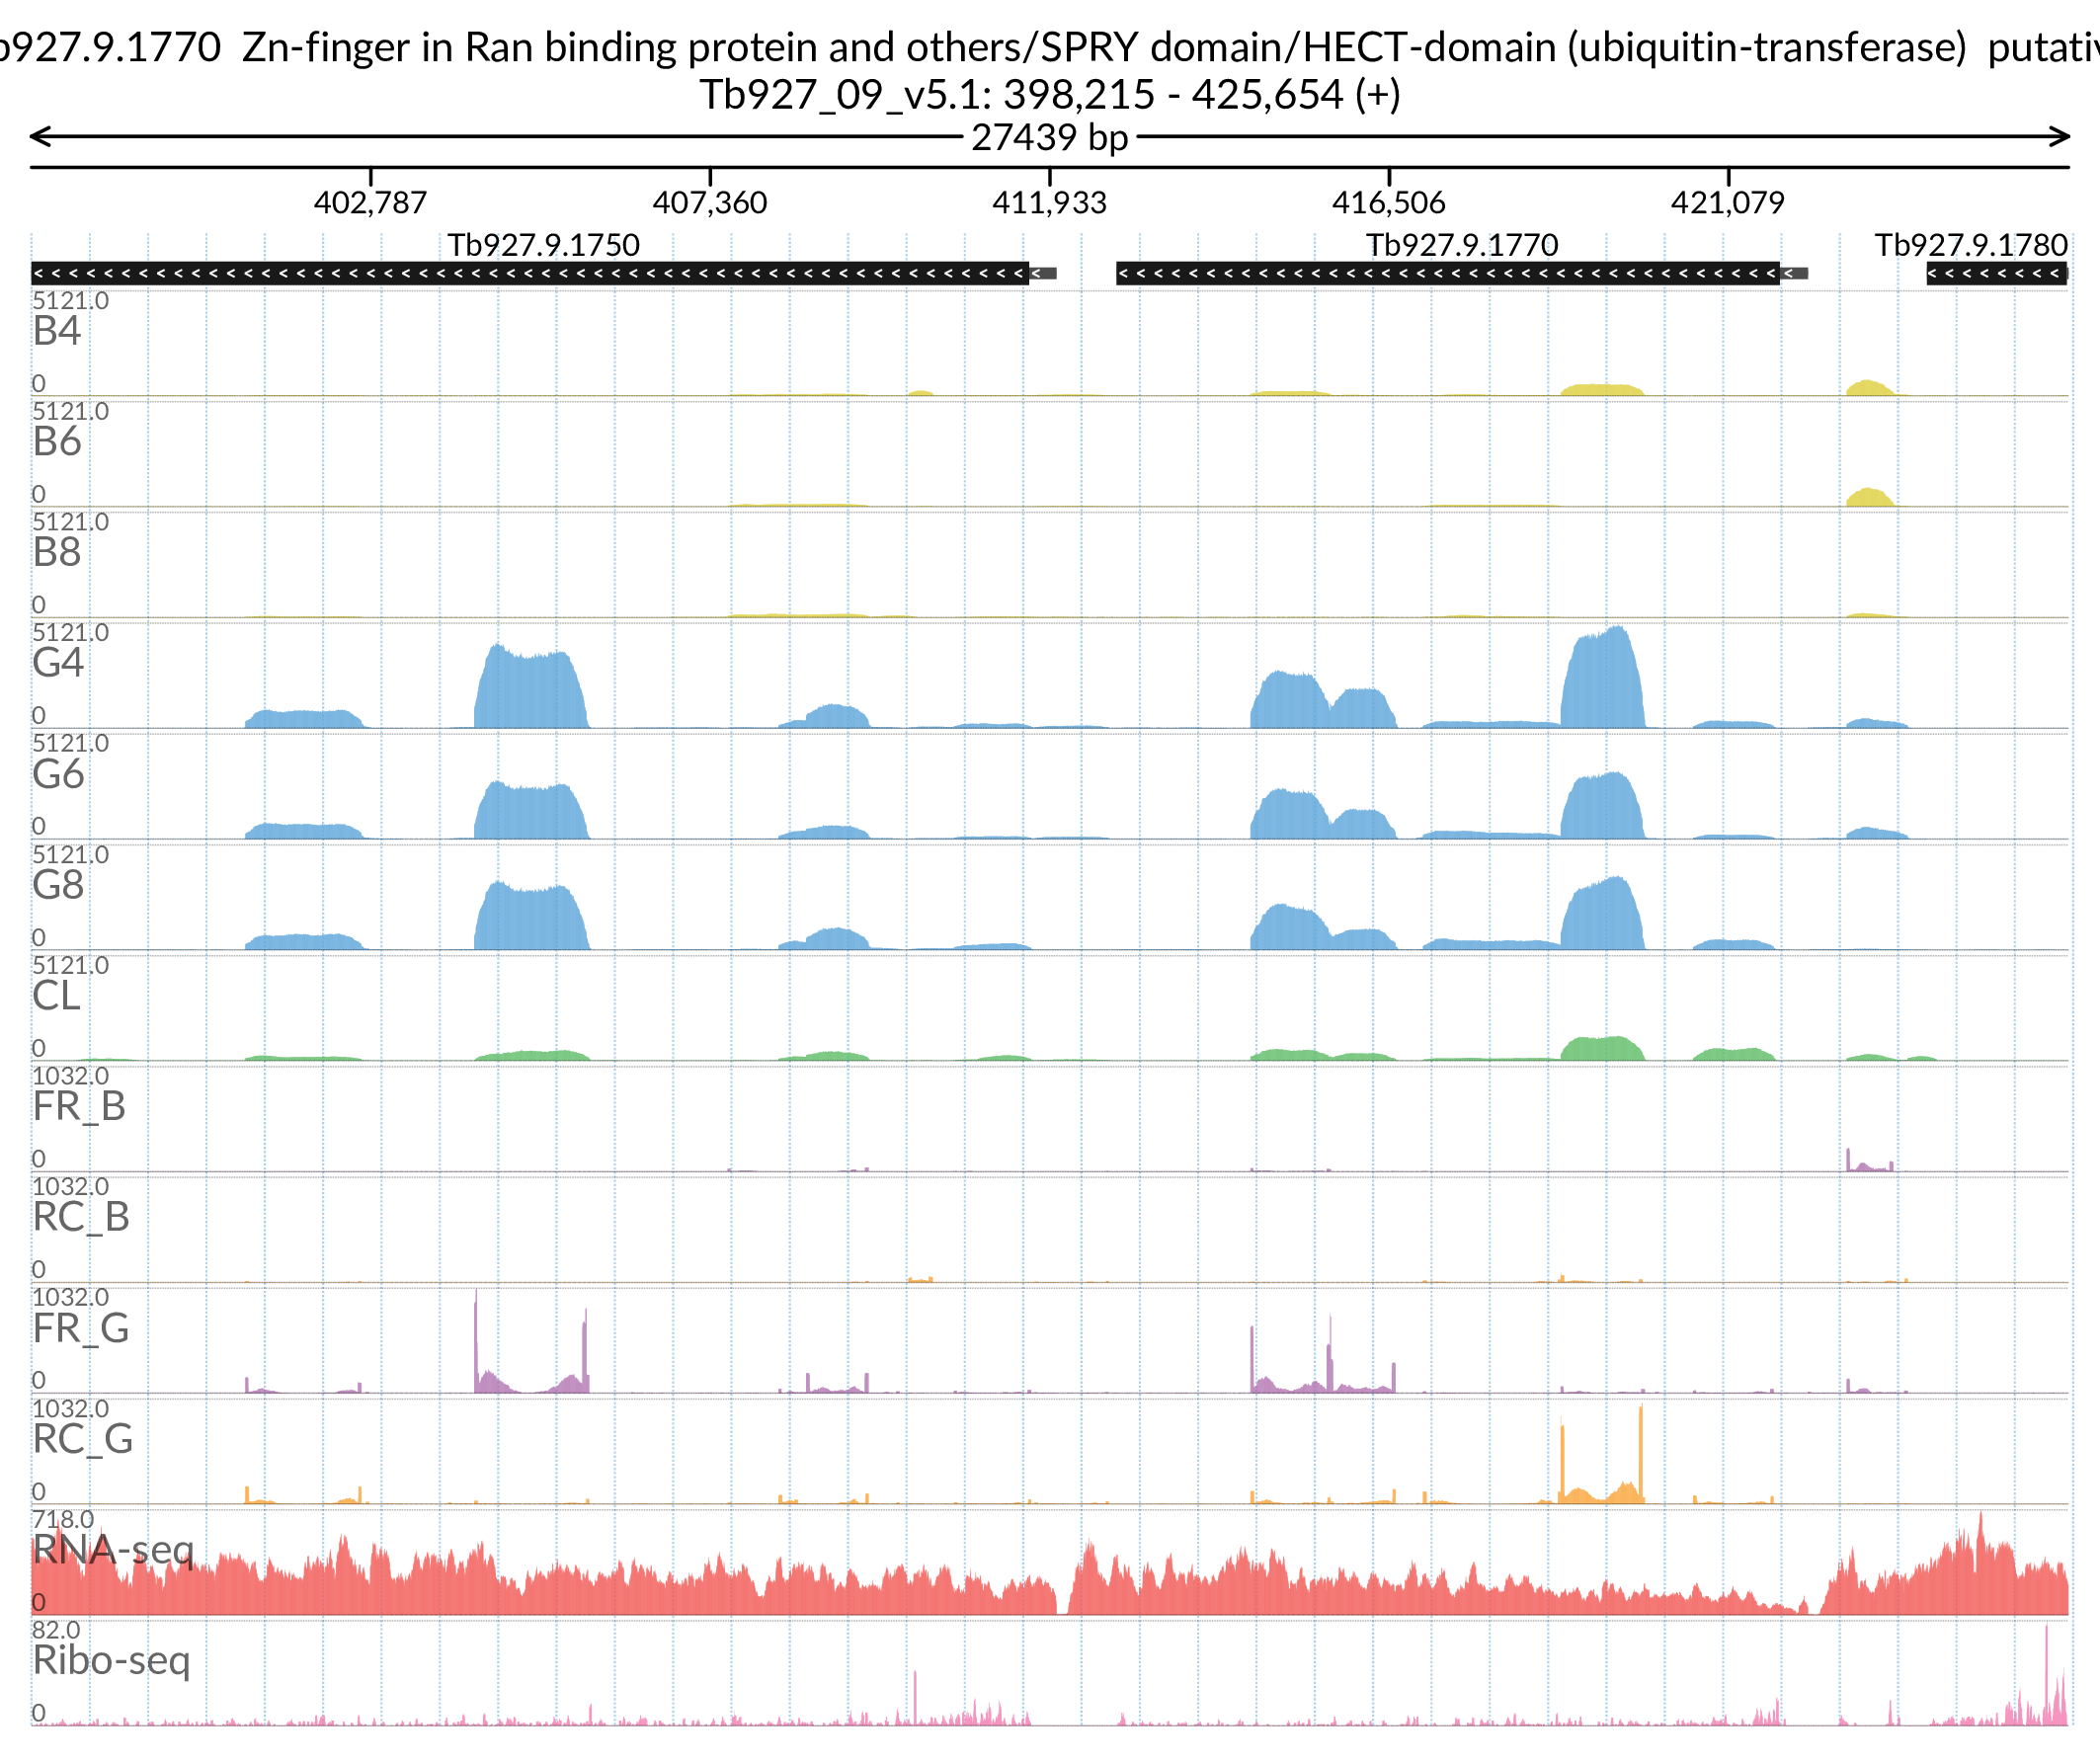 b927.9.1770 Zn-finger in Ran binding protein and others/SPRY domain/HECT-domain (ubiquitin-transferase) putativ
Tb927_09_v5.1: 398,215 - 425,654 (+)
27439 bp
402,787 407,360 411,933 416,506 421,079
Tb927.9.1750 Tb927.9.1770 Tb927.9.1780
5121.0
B4
0
5121.0
B6
0
5121.0
B8
0
5121.0
G4
0
5121.0
G6
0
5121.0
G8
0
5121.0
CL
0
1032.0
FR_B
0
1032.0
RC_B
0
1032.0
FR_G
0
1032.0
RC_G
0
718.0
RNA-seq
0
82.0
Ribo-seq
0